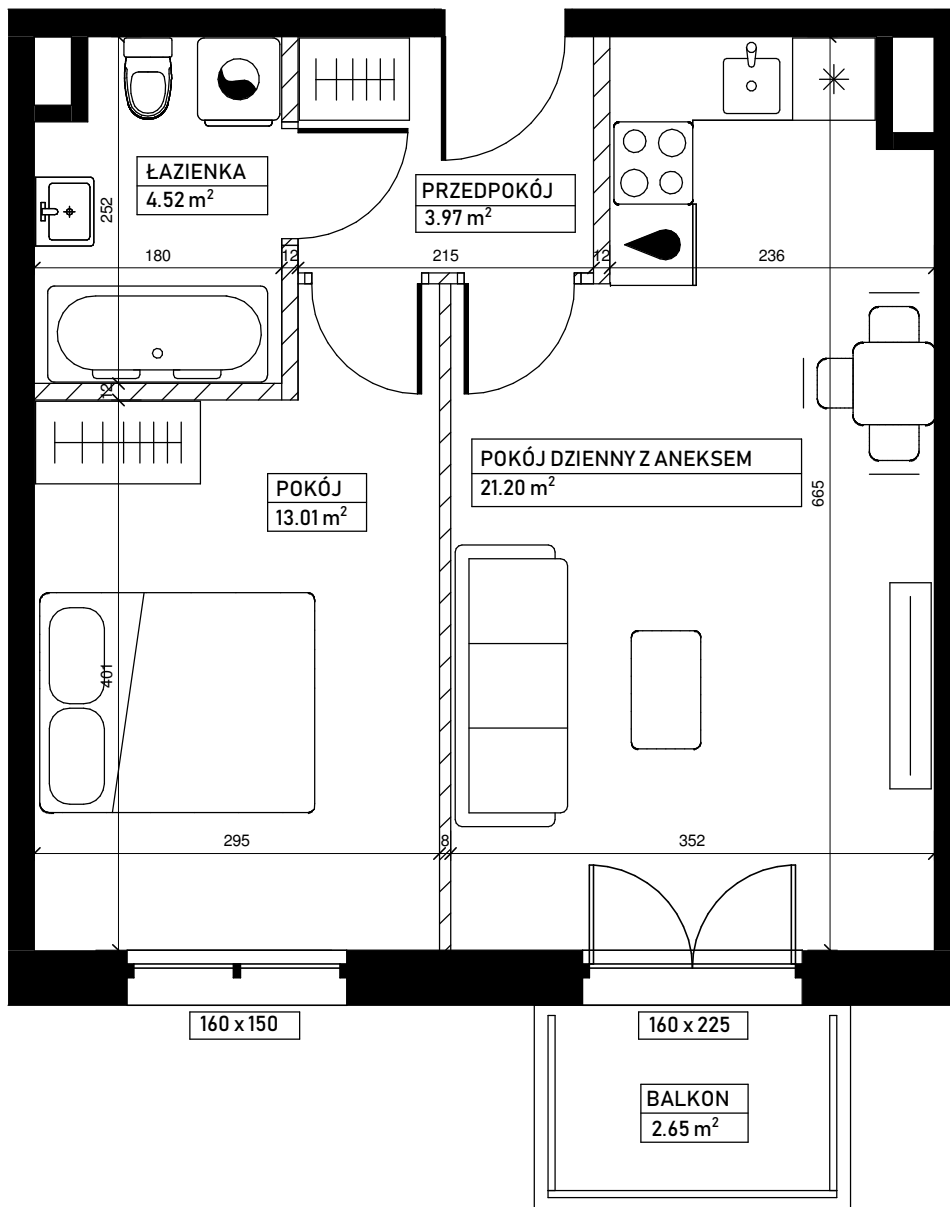 ŁAZIENKA
4.52 m²
PRZEDPOKÓJ
3.97 m²
252
180
12
215
12
236
12
POKÓJ DZIENNY Z ANEKSEM
21.20 m²
POKÓJ
13.01 m²
665
401
295
8
352
160 x 150
160 x 225
BALKON
2.65 m²